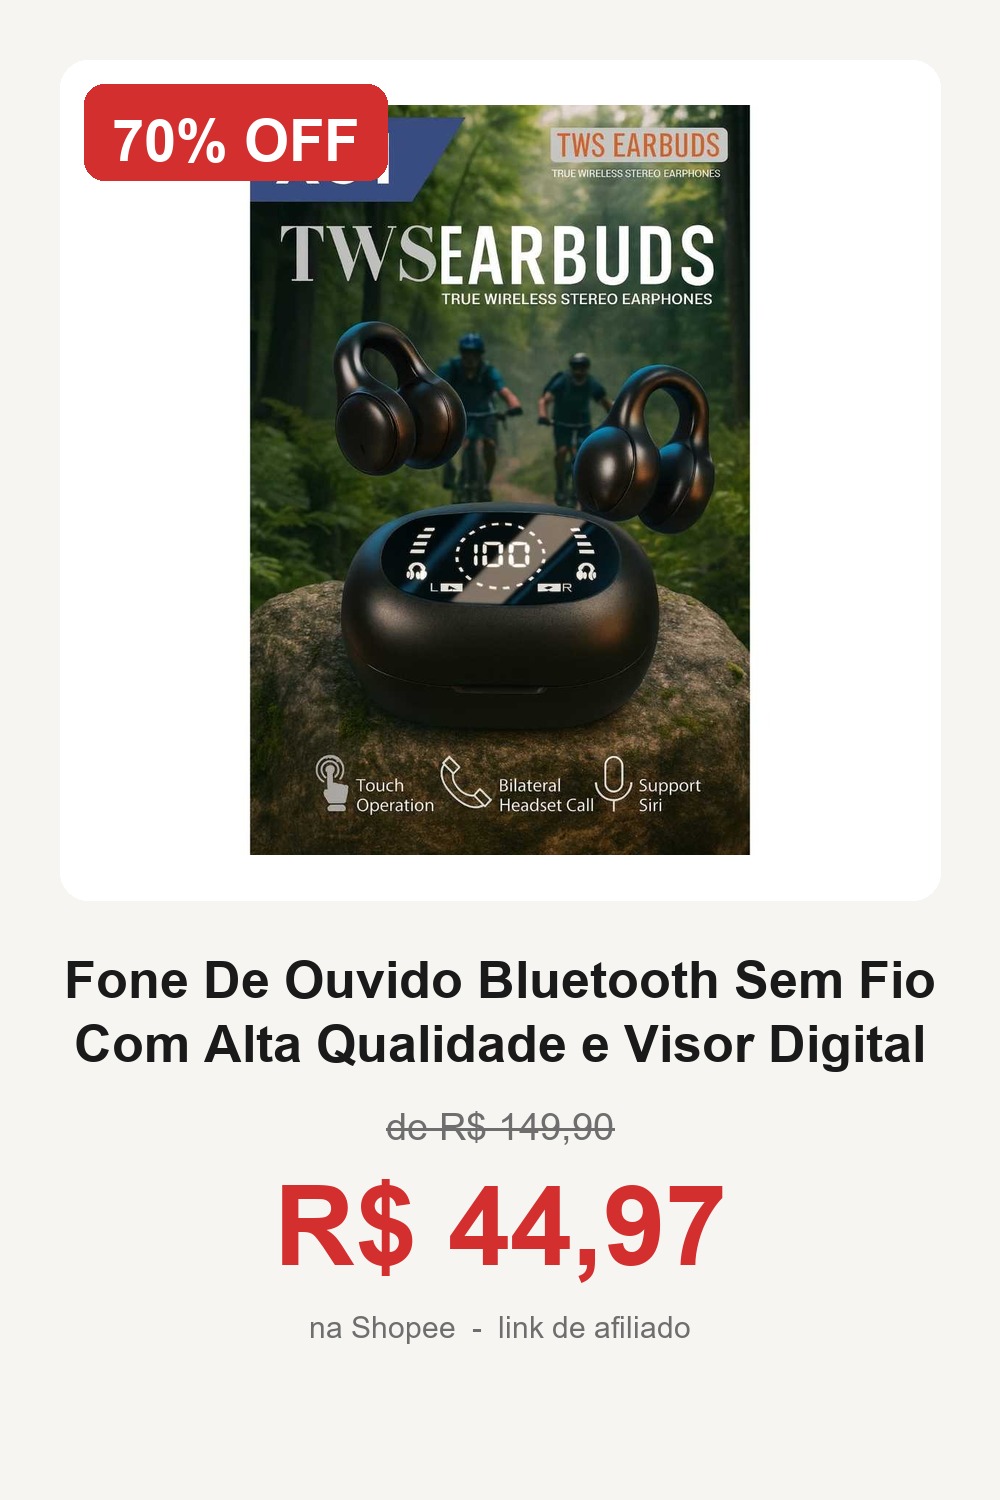 70% OFF
TWS EARBUDS
TRUE WIRELESS STEREO EARPHONES
TWSEARBUDS
TRUE WIRELESS STEREO EARPHONES
100
L R
Touch
Operation
Bilateral
Headset Call
Support
Siri
Fone De Ouvido Bluetooth Sem Fio
Com Alta Qualidade e Visor Digital
de R$ 149,90
R$ 44,97
na Shopee - link de afiliado